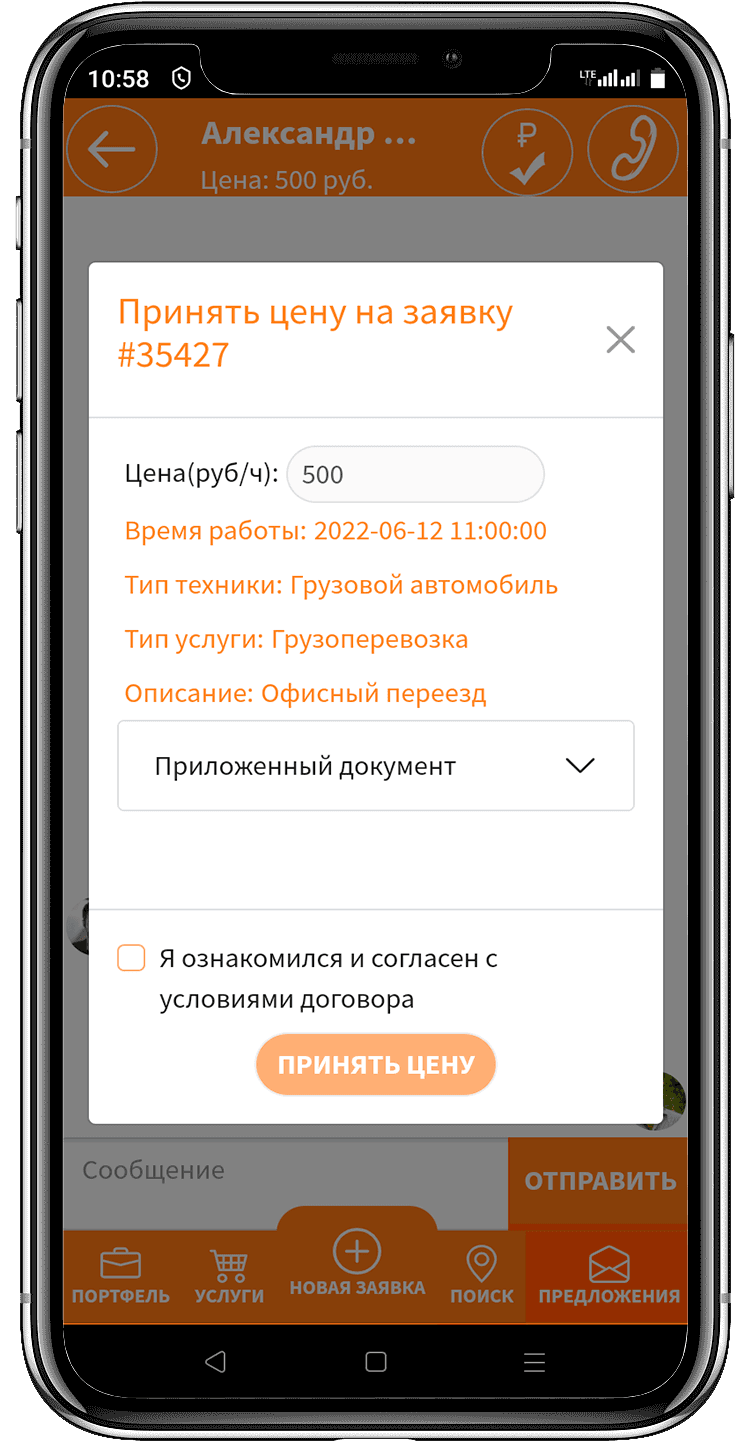 10:58
LTE
Александр ...
Цена: 500 руб.
Принять цену на заявку
#35427
Цена(руб/ч): 500
Время работы: 2022-06-12 11:00:00
Тип техники: Грузовой автомобиль
Тип услуги: Грузоперевозка
Описание: Офисный переезд
Приложенный документ
Я ознакомился и согласен с
условиями договора
ПРИНЯТЬ ЦЕНУ
Сообщение
ОТПРАВИТЬ
ПОРТФЕЛЬ
УСЛУГИ
НОВАЯ ЗАЯВКА
ПОИСК
ПРЕДЛОЖЕНИЯ